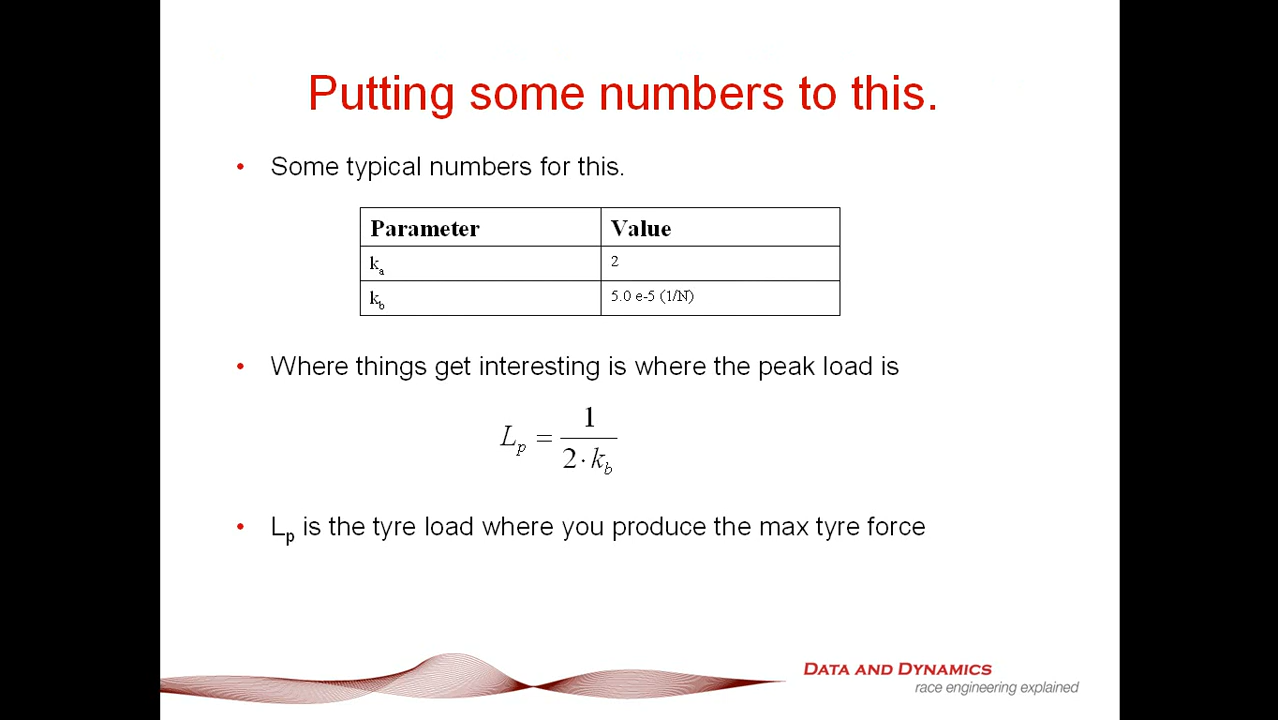 Putting some numbers to this.
• Some typical numbers for this.
Parameter Value
kₐ 2
k_b 5.0 e-5 (1/N)
• Where things get interesting is where the peak load is
L_p = 1 / (2 · k_b)
• L_p is the tyre load where you produce the max tyre force
DATA AND DYNAMICS
race engineering explained